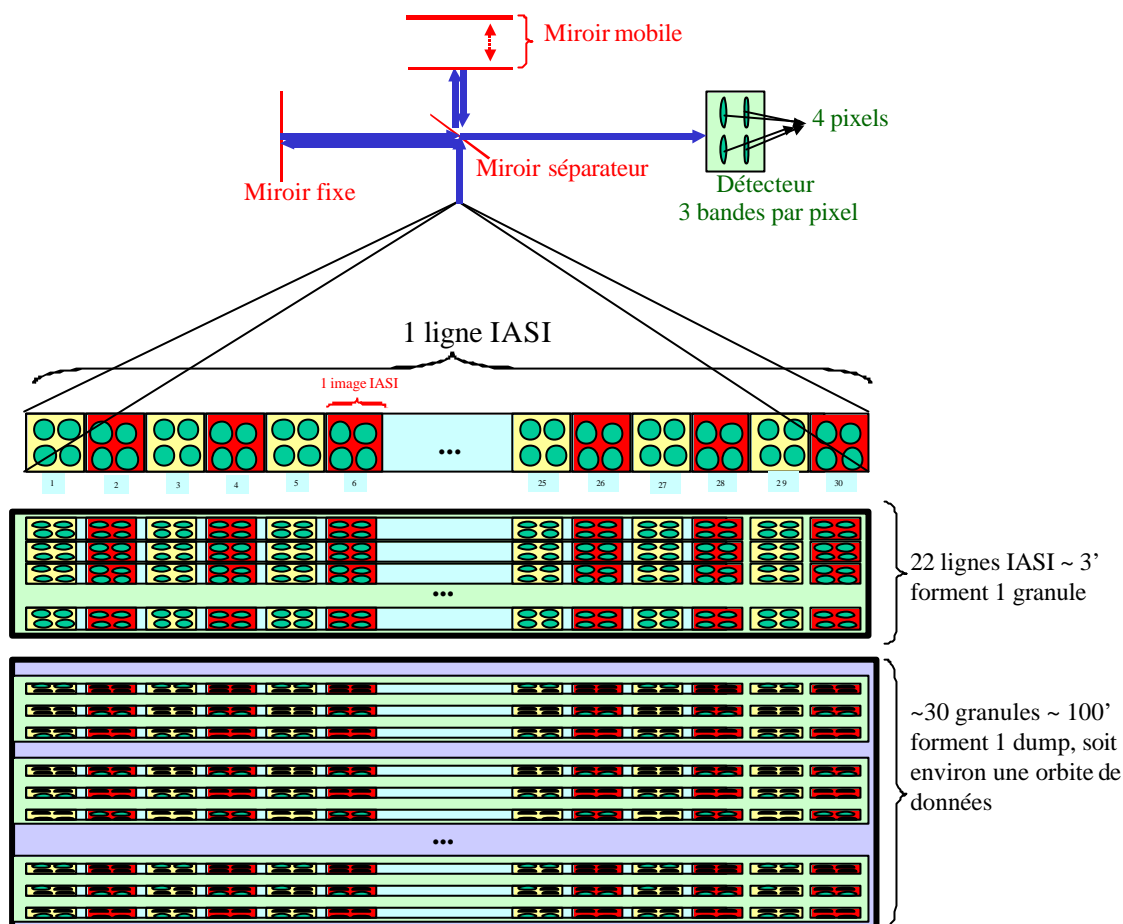 Miroir mobile
4 pixels
Miroir séparateur
Miroir fixe
Détecteur
3 bandes par pixel
1 ligne IASI
1 image IASI
...
1 2 3 4 5 6 25 26 27 28 29 30
22 lignes IASI ~ 3’
forment 1 granule
...
~30 granules ~ 100’
forment 1 dump, soit
environ une orbite de
données
...